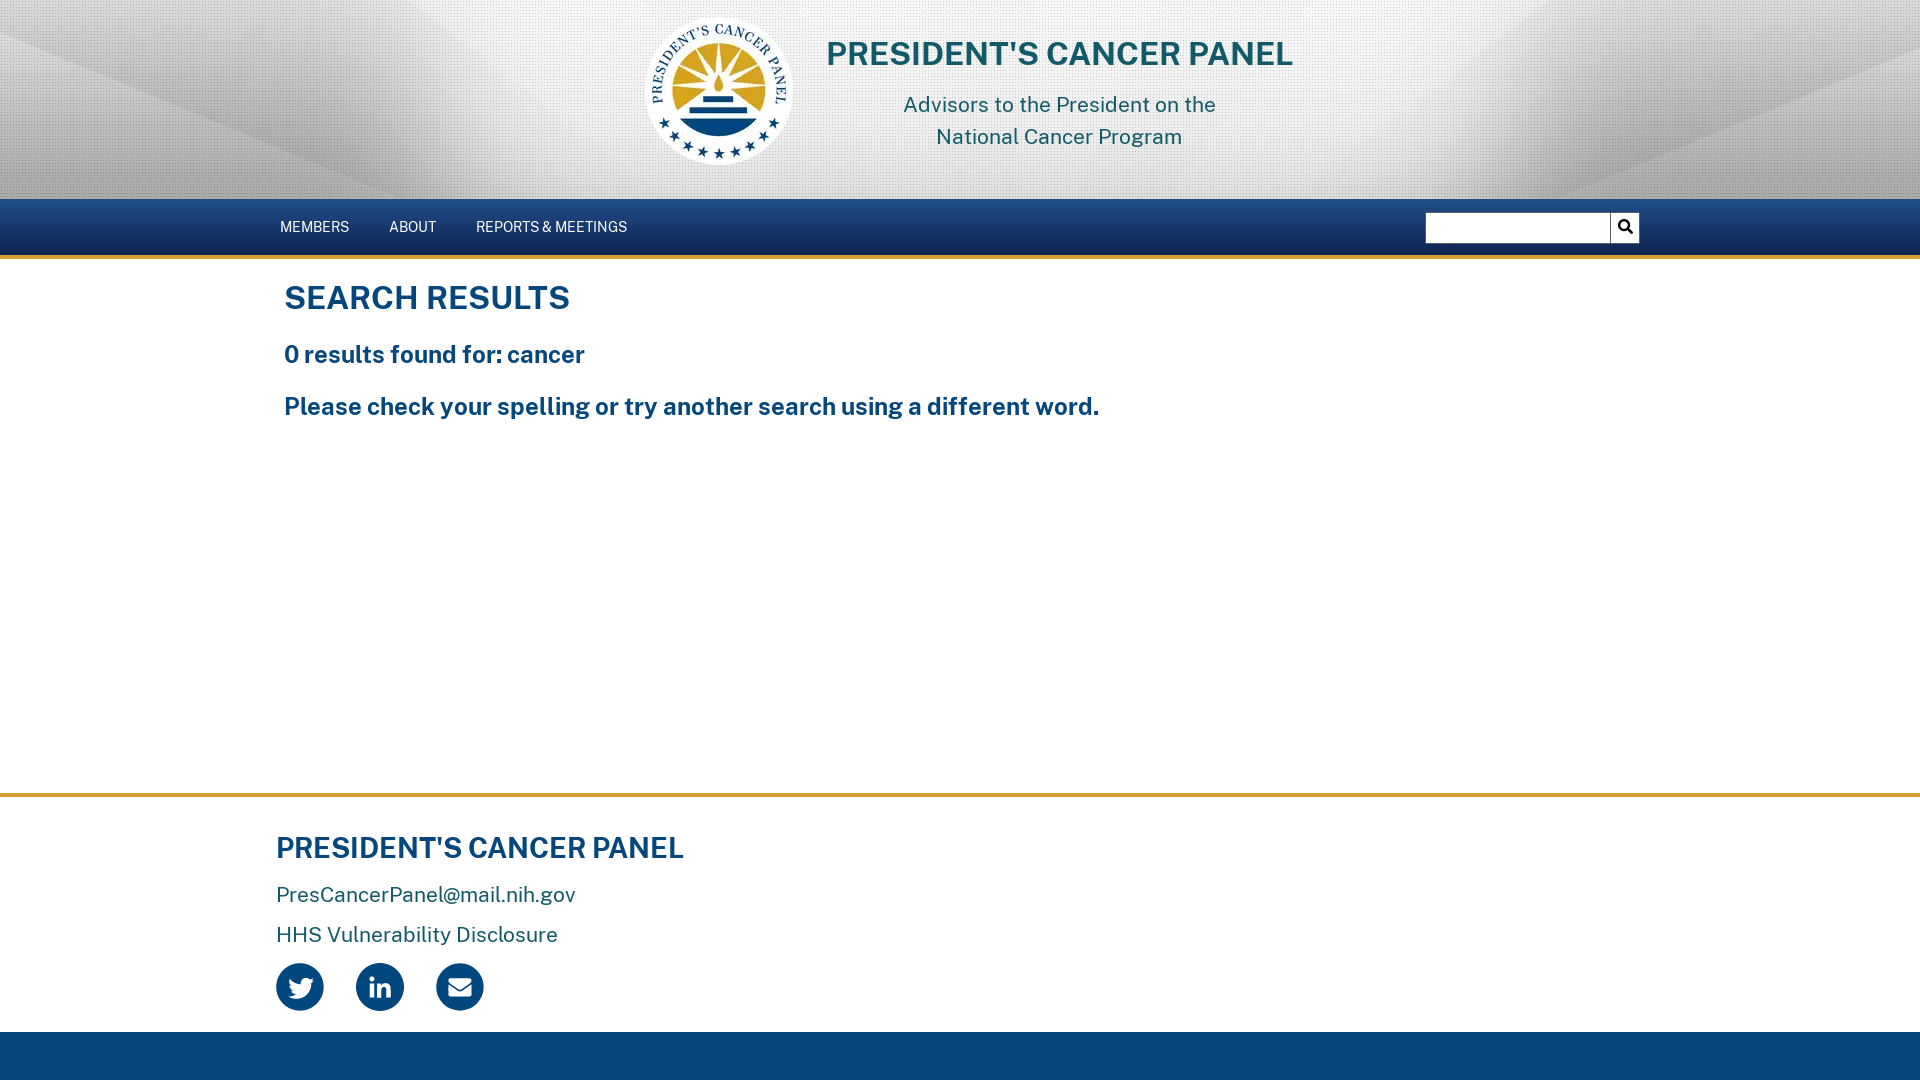 PRESIDENT'S CANCER PANEL
PRESIDENT'S CANCER PANEL
Advisors to the President on the
National Cancer Program
MEMBERS ABOUT REPORTS & MEETINGS
SEARCH RESULTS
0 results found for: cancer
Please check your spelling or try another search using a different word.
PRESIDENT'S CANCER PANEL
PresCancerPanel@mail.nih.gov
HHS Vulnerability Disclosure
in